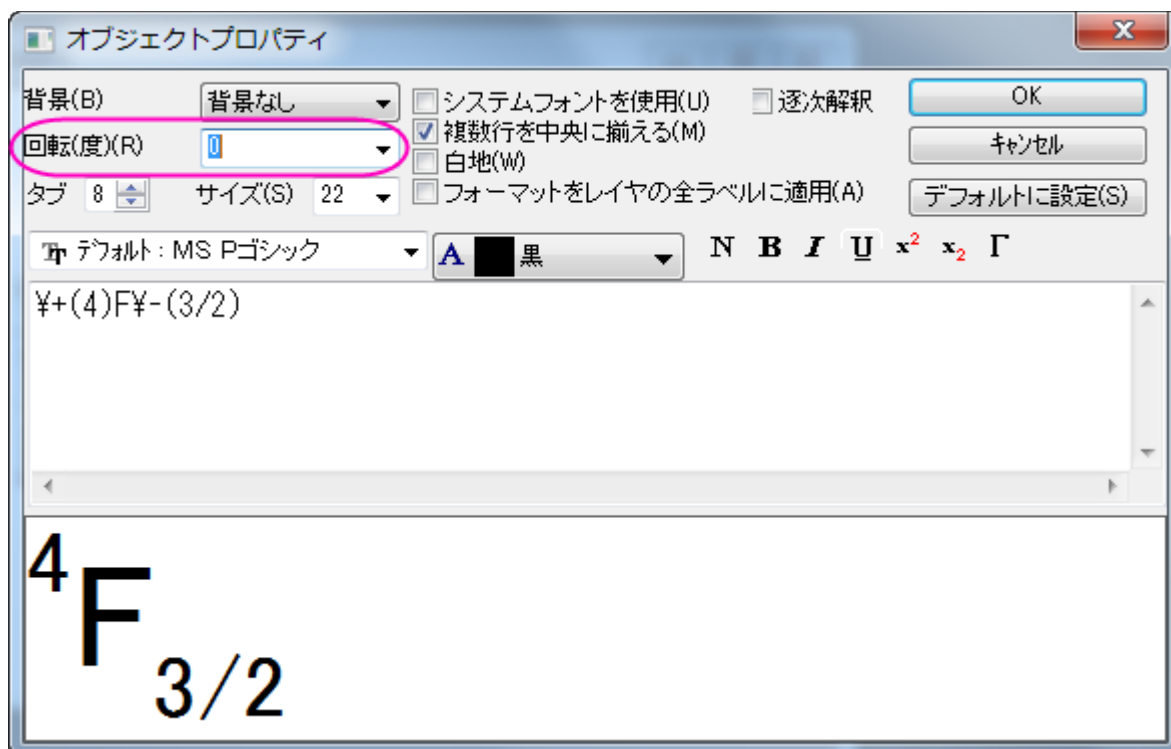 オブジェクトプロパティ
背景(B) 背景なし システムフォントを使用(U) 逐次解釈 OK
回転(度)(R) 0 複数行を中央に揃える(M) キャンセル
白地(W)
タブ 8 サイズ(S) 22 フォーマットをレイヤの全ラベルに適用(A) デフォルトに設定(S)
デフォルト : MS Pゴシック A 黒 N B I U x² x₂ Γ
¥+(4)F¥-(3/2)
⁴F₃/₂